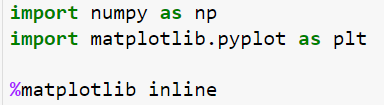 import numpy as np
import matplotlib.pyplot as plt
%matplotlib inline